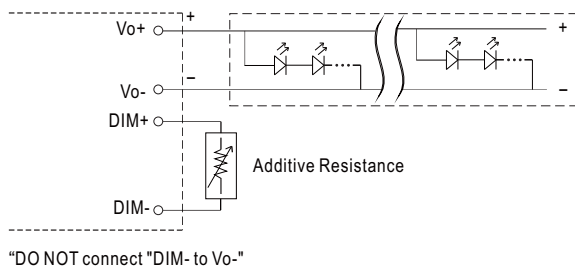 Vo+ + +
Vo- − −
DIM+
Additive Resistance
DIM-
“DO NOT connect "DIM- to Vo-"